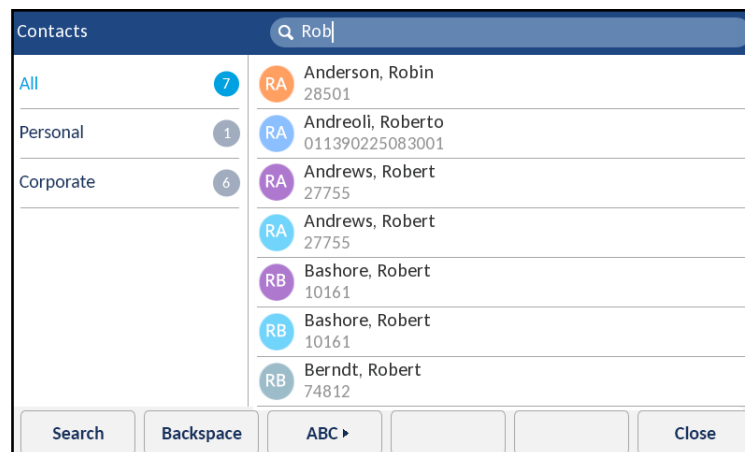 Contacts
Rob
All
7
Personal
1
Corporate
6
RA
Anderson, Robin
28501
RA
Andreoli, Roberto
011390225083001
RA
Andrews, Robert
27755
RA
Andrews, Robert
27755
RB
Bashore, Robert
10161
RB
Bashore, Robert
10161
RB
Berndt, Robert
74812
Search
Backspace
ABC
Close